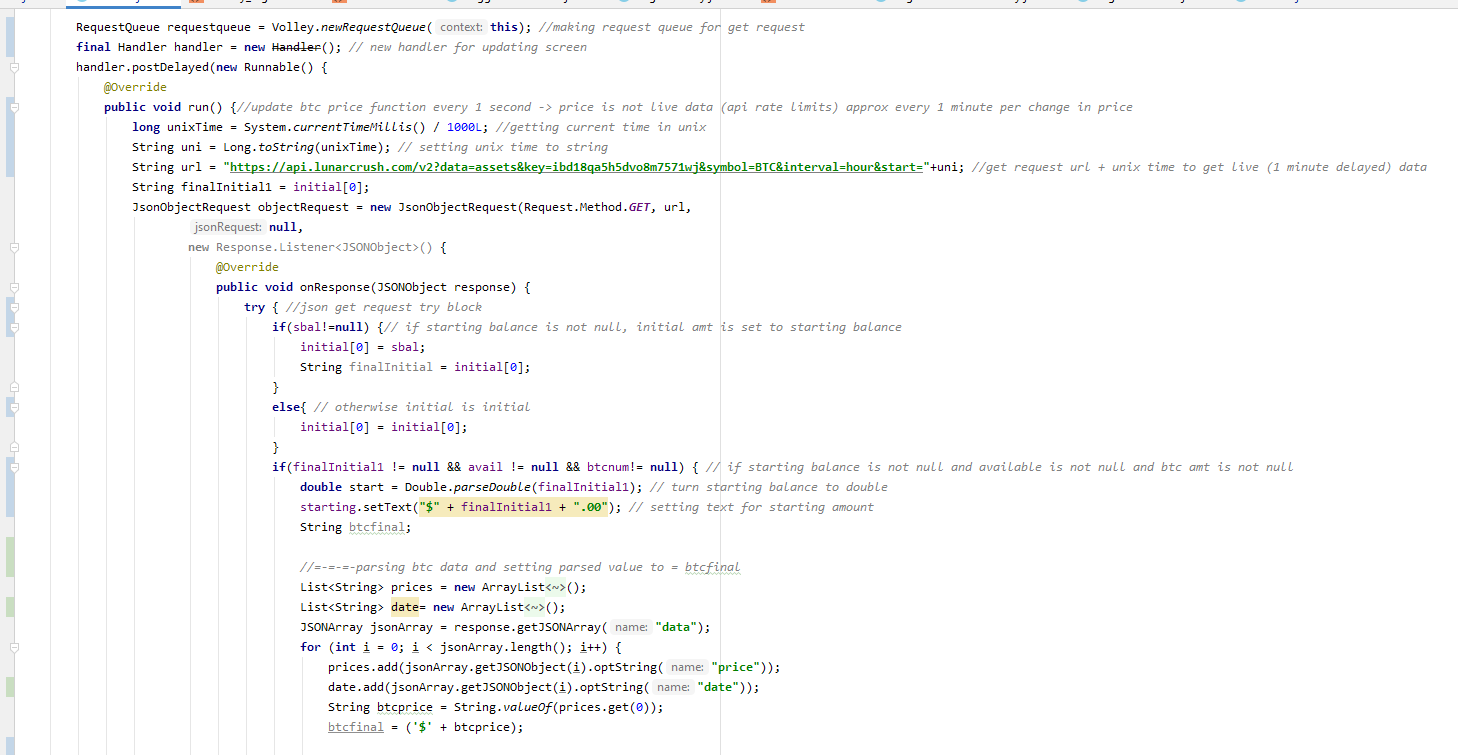 RequestQueue requestqueue = Volley.newRequestQueue( context: this); //making request queue for get request
final Handler handler = new Handler(); // new handler for updating screen
handler.postDelayed(new Runnable() {
@Override
public void run() {//update btc price function every 1 second -> price is not live data (api rate limits) approx every 1 minute per change in price
long unixTime = System.currentTimeMillis() / 1000L; //getting current time in unix
String uni = Long.toString(unixTime); // setting unix time to string
String url = "https://api.lunarcrush.com/v2?data=assets&key=ibd18qa5h5dvo8m7571wj&symbol=BTC&interval=hour&start="+uni; //get request url + unix time to get live (1 minute delayed) data
String finalInitial1 = initial[0];
JsonObjectRequest objectRequest = new JsonObjectRequest(Request.Method.GET, url,
jsonRequest: null,
new Response.Listener<JSONObject>() {
@Override
public void onResponse(JSONObject response) {
try { //json get request try block
if(sbal!=null) {// if starting balance is not null, initial amt is set to starting balance
initial[0] = sbal;
String finalInitial = initial[0];
}
else{ // otherwise initial is initial
initial[0] = initial[0];
}
if(finalInitial1 != null && avail != null && btcnum!= null) { // if starting balance is not null and available is not null and btc amt is not null
double start = Double.parseDouble(finalInitial1); // turn starting balance to double
starting.setText("$" + finalInitial1 + ".00"); // setting text for starting amount
String btcfinal;
//=-=-=-parsing btc data and setting parsed value to = btcfinal
List<String> prices = new ArrayList<~>();
List<String> date= new ArrayList<~>();
JSONArray jsonArray = response.getJSONArray( name: "data");
for (int i = 0; i < jsonArray.length(); i++) {
prices.add(jsonArray.getJSONObject(i).optString( name: "price"));
date.add(jsonArray.getJSONObject(i).optString( name: "date"));
String btcprice = String.valueOf(prices.get(0));
btcfinal = ('$' + btcprice);